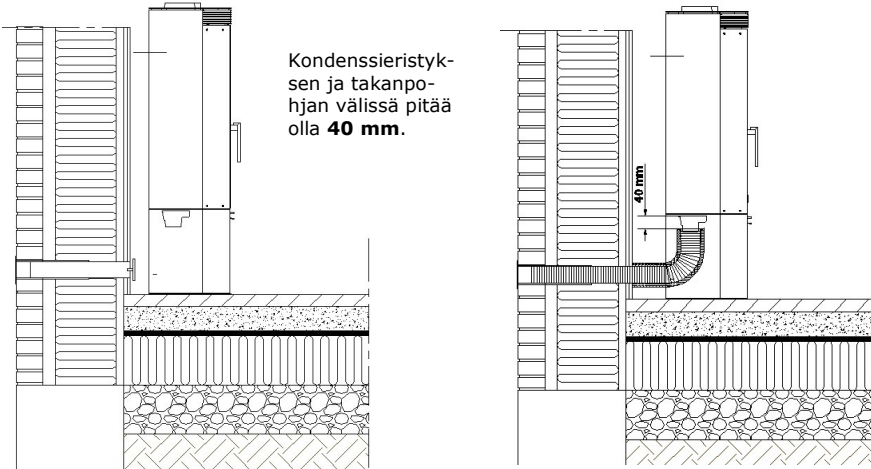 Kondenssieristyk-
sen ja takanpo-
hjan välissä pitää
olla 40 mm.
40 mm